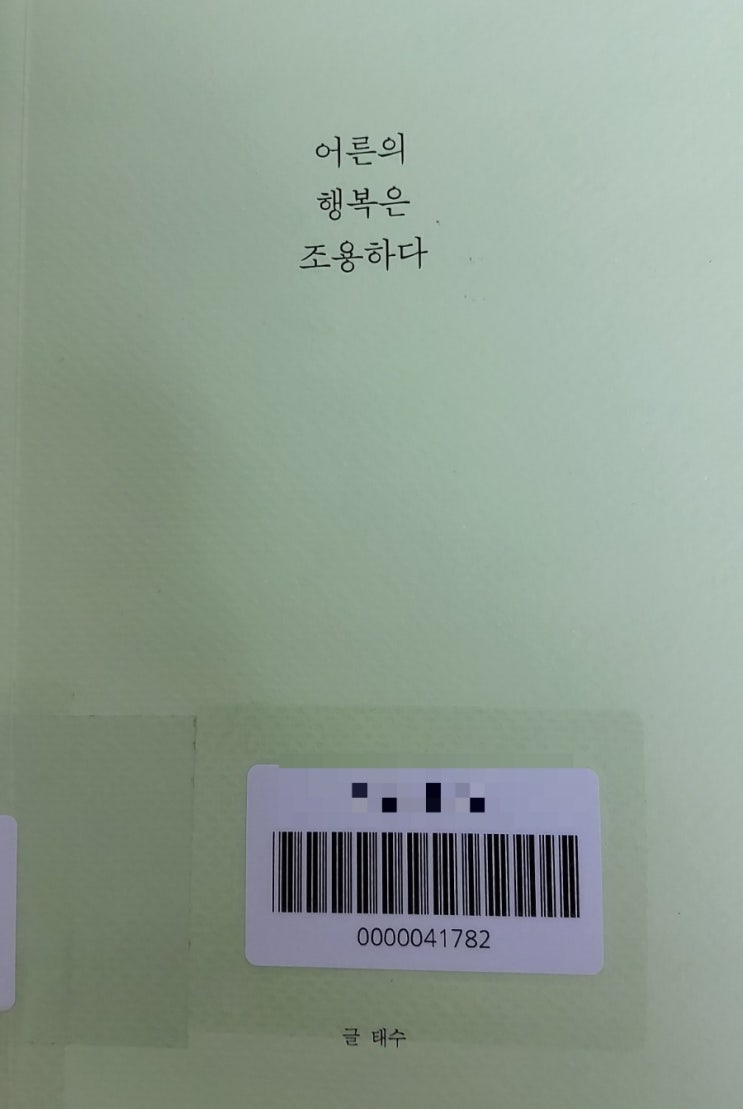 어른의
행복은
조용하다
0000041782
글 태수